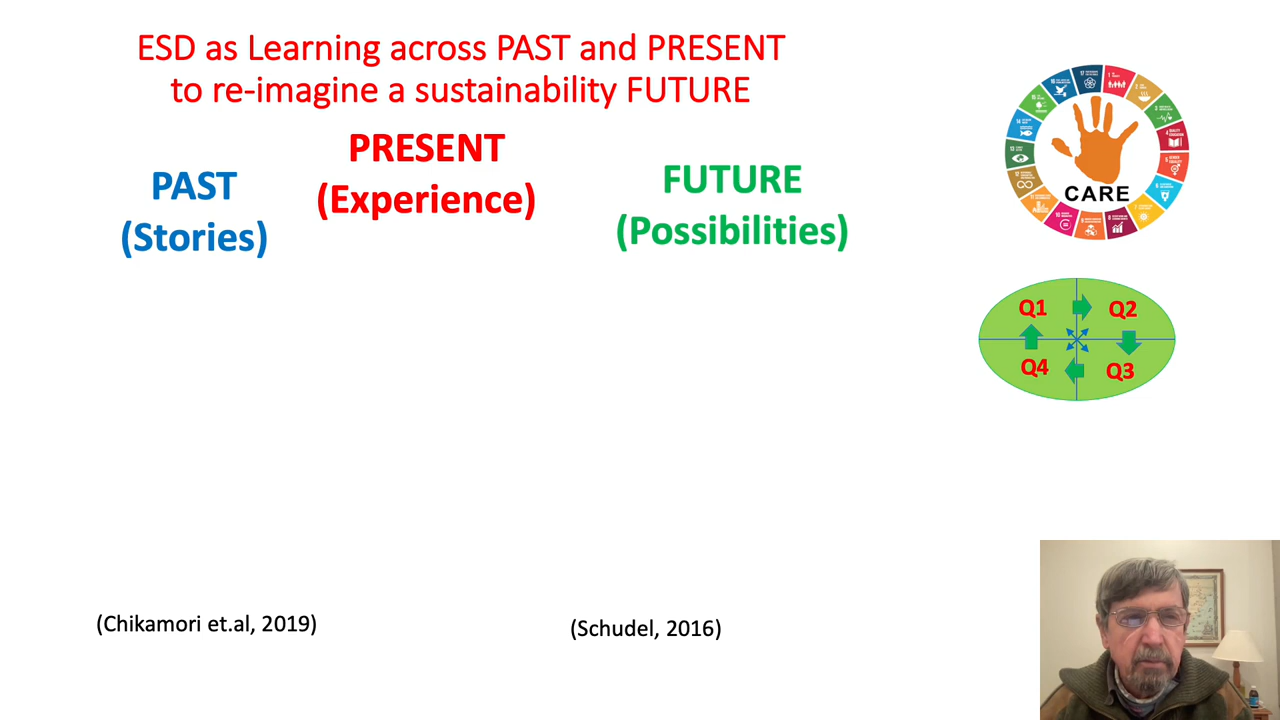 ESD as Learning across PAST and PRESENT
to re-imagine a sustainability FUTURE
PRESENT
(Experience)
PAST
(Stories)
FUTURE
(Possibilities)
CARE
Q1
Q2
Q4
Q3
(Chikamori et.al, 2019)
(Schudel, 2016)